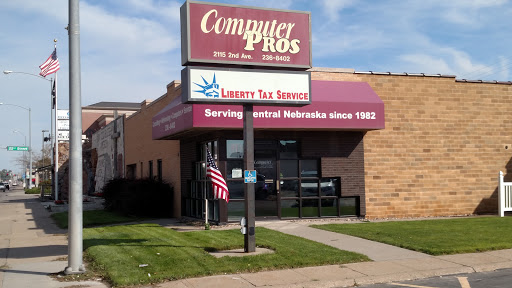 Computer
Pros
2115 2nd Ave. 236-8402
Liberty Tax Service
Serving Central Nebraska since 1982